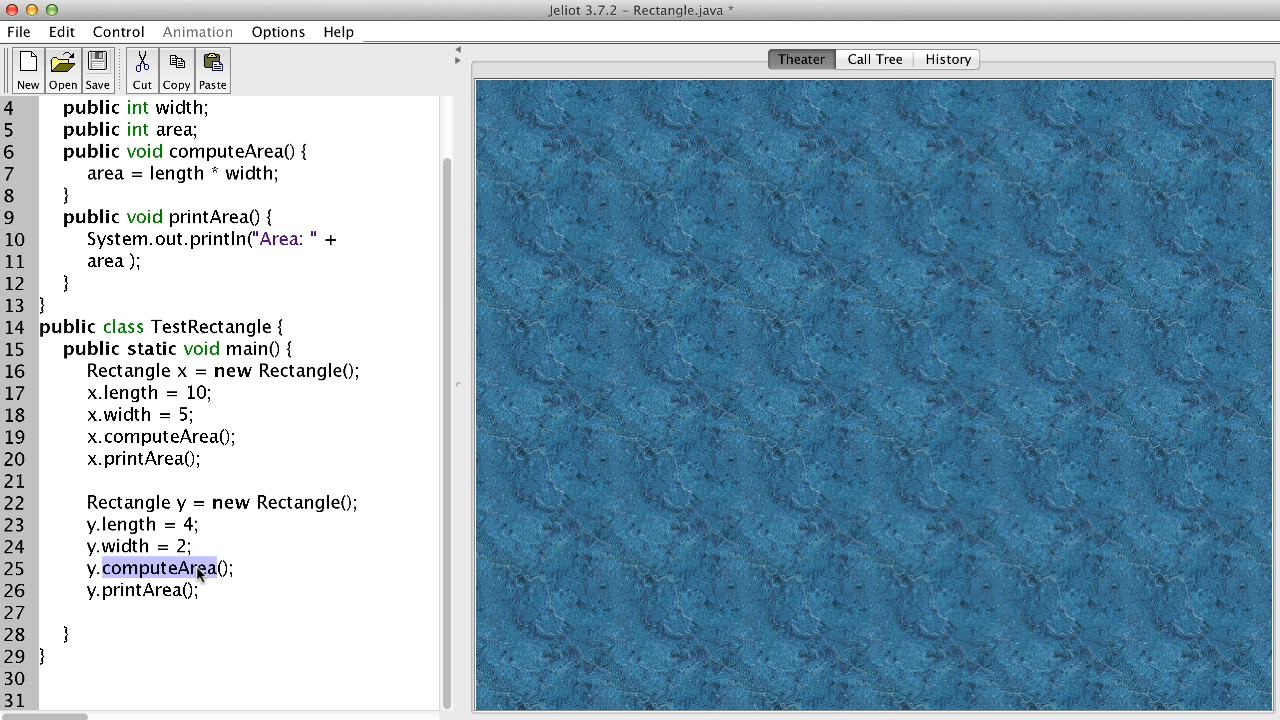 Jeliot 3.7.2 – Rectangle.java *
File Edit Control Animation Options Help
New Open Save Cut Copy Paste
Theater Call Tree History
4 public int width;
5 public int area;
6 public void computeArea() {
7 area = length * width;
8 }
9 public void printArea() {
10 System.out.println("Area: " +
11 area );
12 }
13 }
14 public class TestRectangle {
15 public static void main() {
16 Rectangle x = new Rectangle();
17 x.length = 10;
18 x.width = 5;
19 x.computeArea();
20 x.printArea();
21
22 Rectangle y = new Rectangle();
23 y.length = 4;
24 y.width = 2;
25 y.computeArea();
26 y.printArea();
27
28 }
29 }
30
31